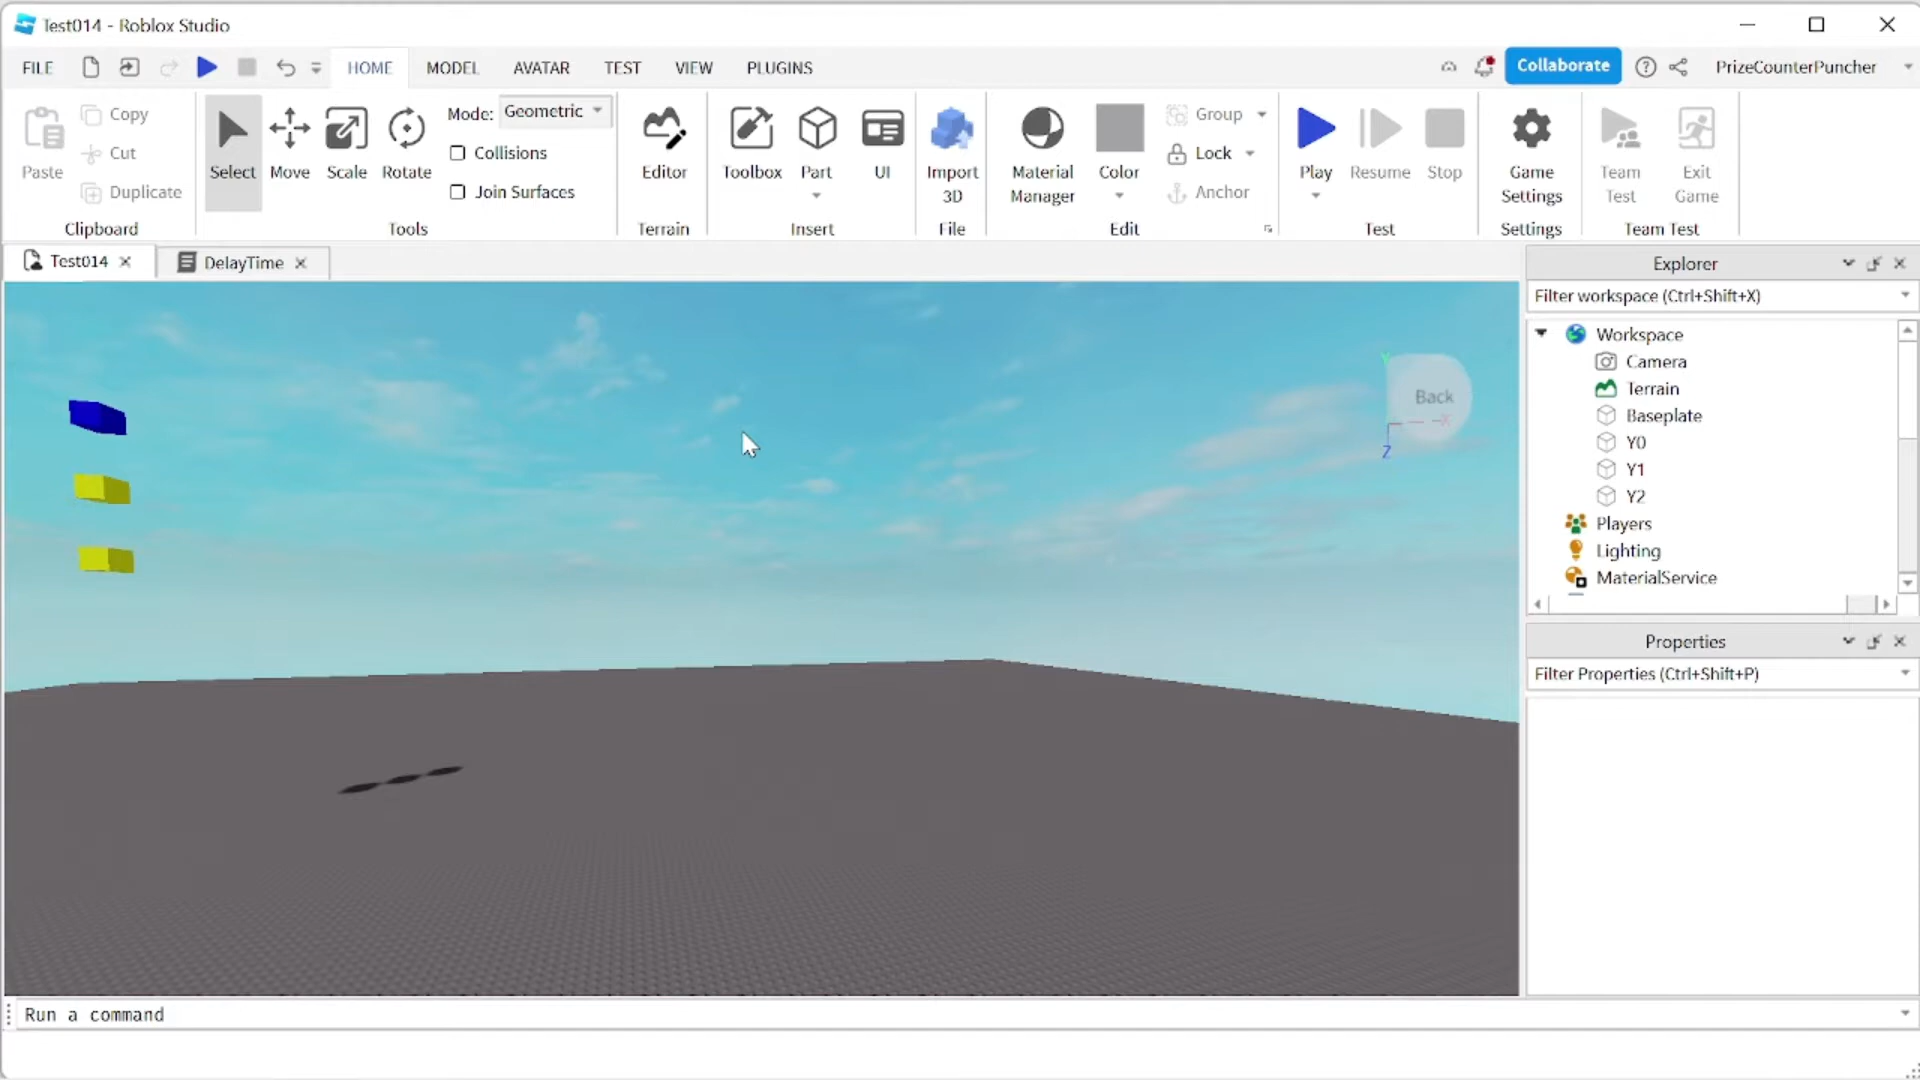 Test014 - Roblox Studio
FILE HOME MODEL AVATAR TEST VIEW PLUGINS Collaborate PrizeCounterPuncher
Paste Copy Cut Duplicate
Clipboard
Select Move Scale Rotate Mode: Geometric
Collisions
Join Surfaces
Tools
Editor
Terrain
Toolbox Part UI
Insert
Import 3D
File
Material Manager Color Group Lock Anchor
Edit
Play Resume Stop
Test
Game Settings
Settings
Team Test Exit Game
Team Test
Test014 DelayTime
Back
Y
X
Z
Explorer
Filter workspace (Ctrl+Shift+X)
Workspace
Camera
Terrain
Baseplate
Y0
Y1
Y2
Players
Lighting
MaterialService
Properties
Filter Properties (Ctrl+Shift+P)
Run a command